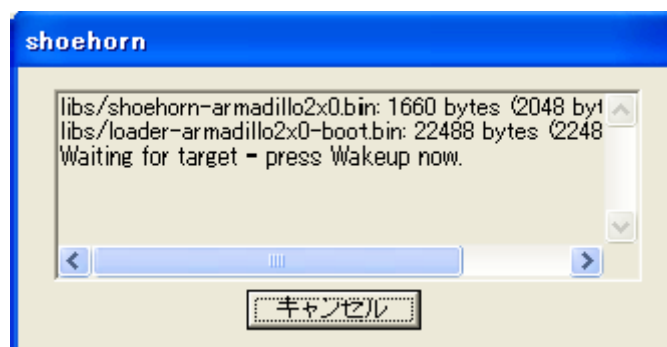 shoehorn
libs/shoehorn-armadillo2x0.bin: 1660 bytes (2048 byt
libs/loader-armadillo2x0-boot.bin: 22488 bytes (2248
Waiting for target - press Wakeup now.
キャンセル